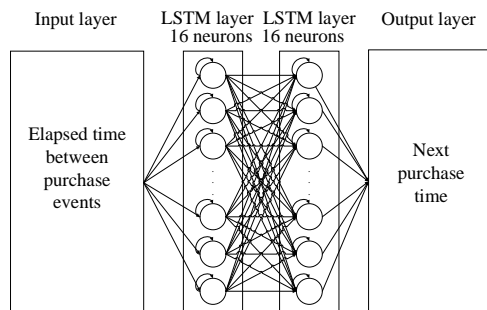 Input layer
LSTM layer
16 neurons
LSTM layer
16 neurons
Output layer
Elapsed time
between
purchase
events
Next
purchase
time